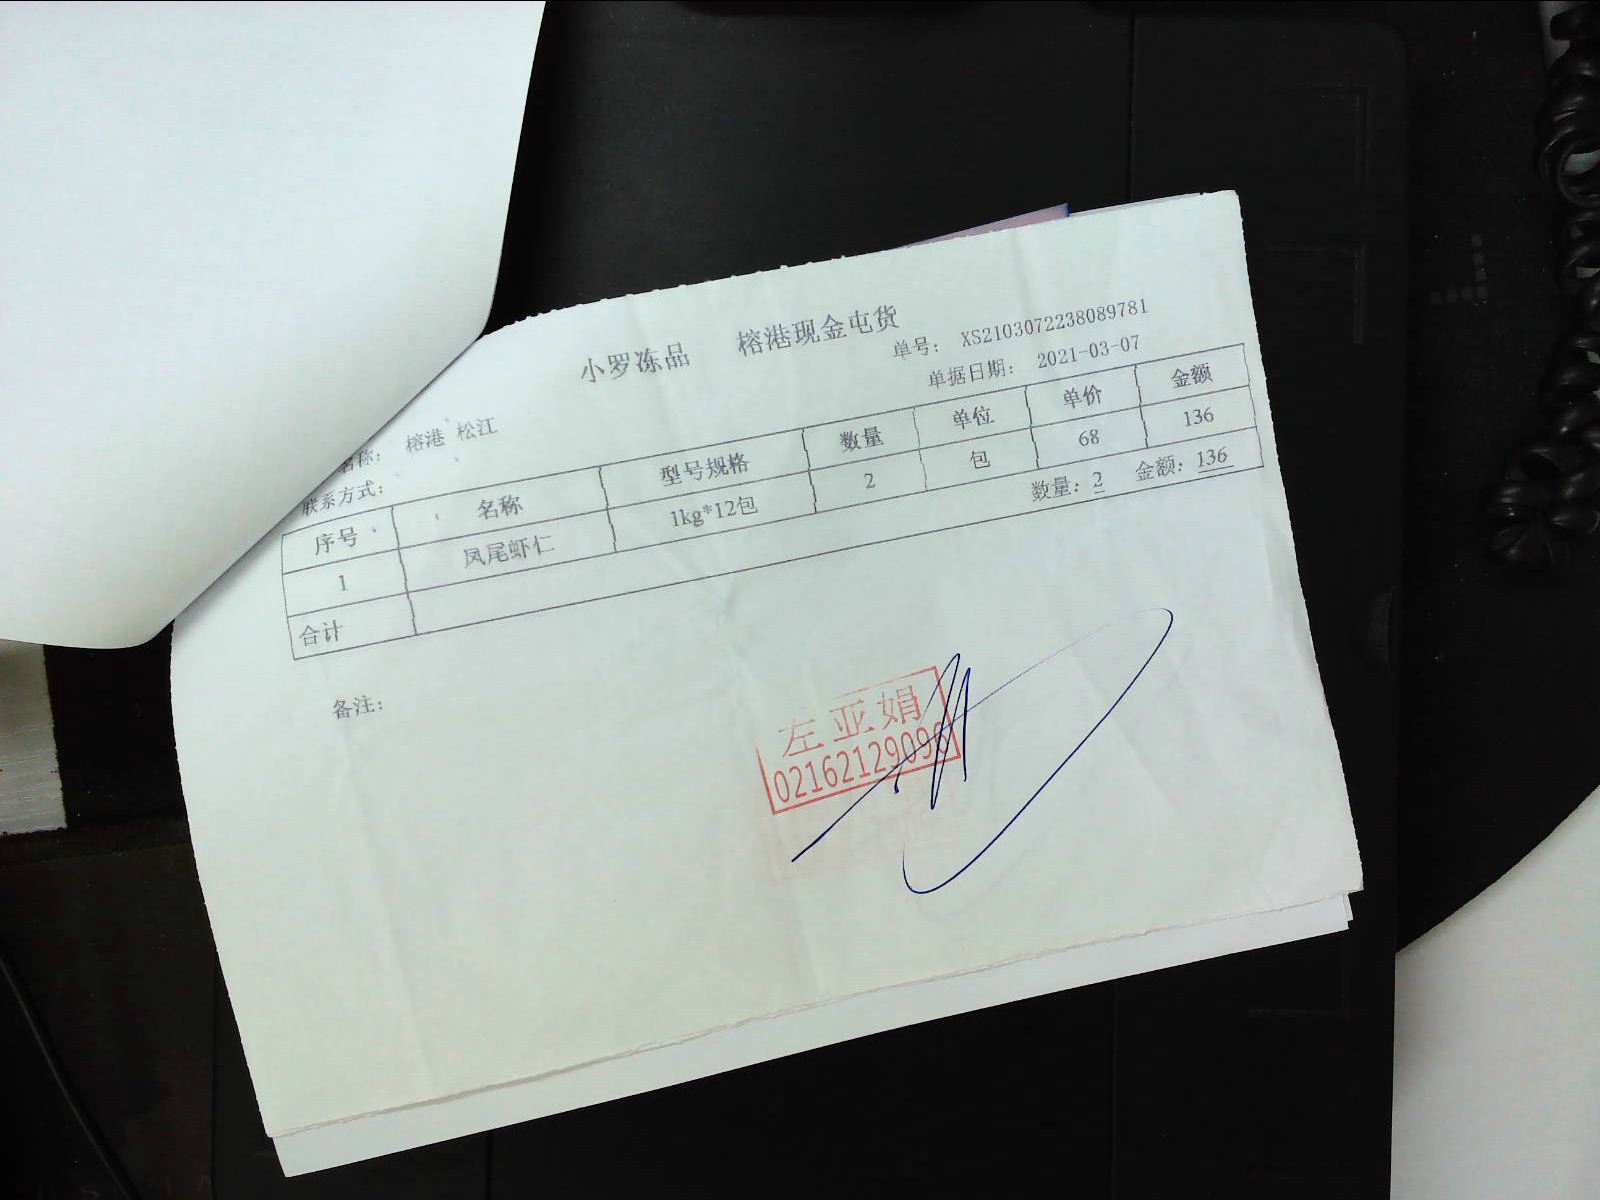 小罗冻品 榕港现金屯货
单号: XS2103072238089781
单据日期: 2021-03-07
名称: 榕港 松江
联系方式:
序号 名称 型号规格 数量 单位 单价 金额
1 凤尾虾仁 1kg*12包 2 包 68 136
合计 数量: 2 金额: 136
备注:
左亚娟
02162129096